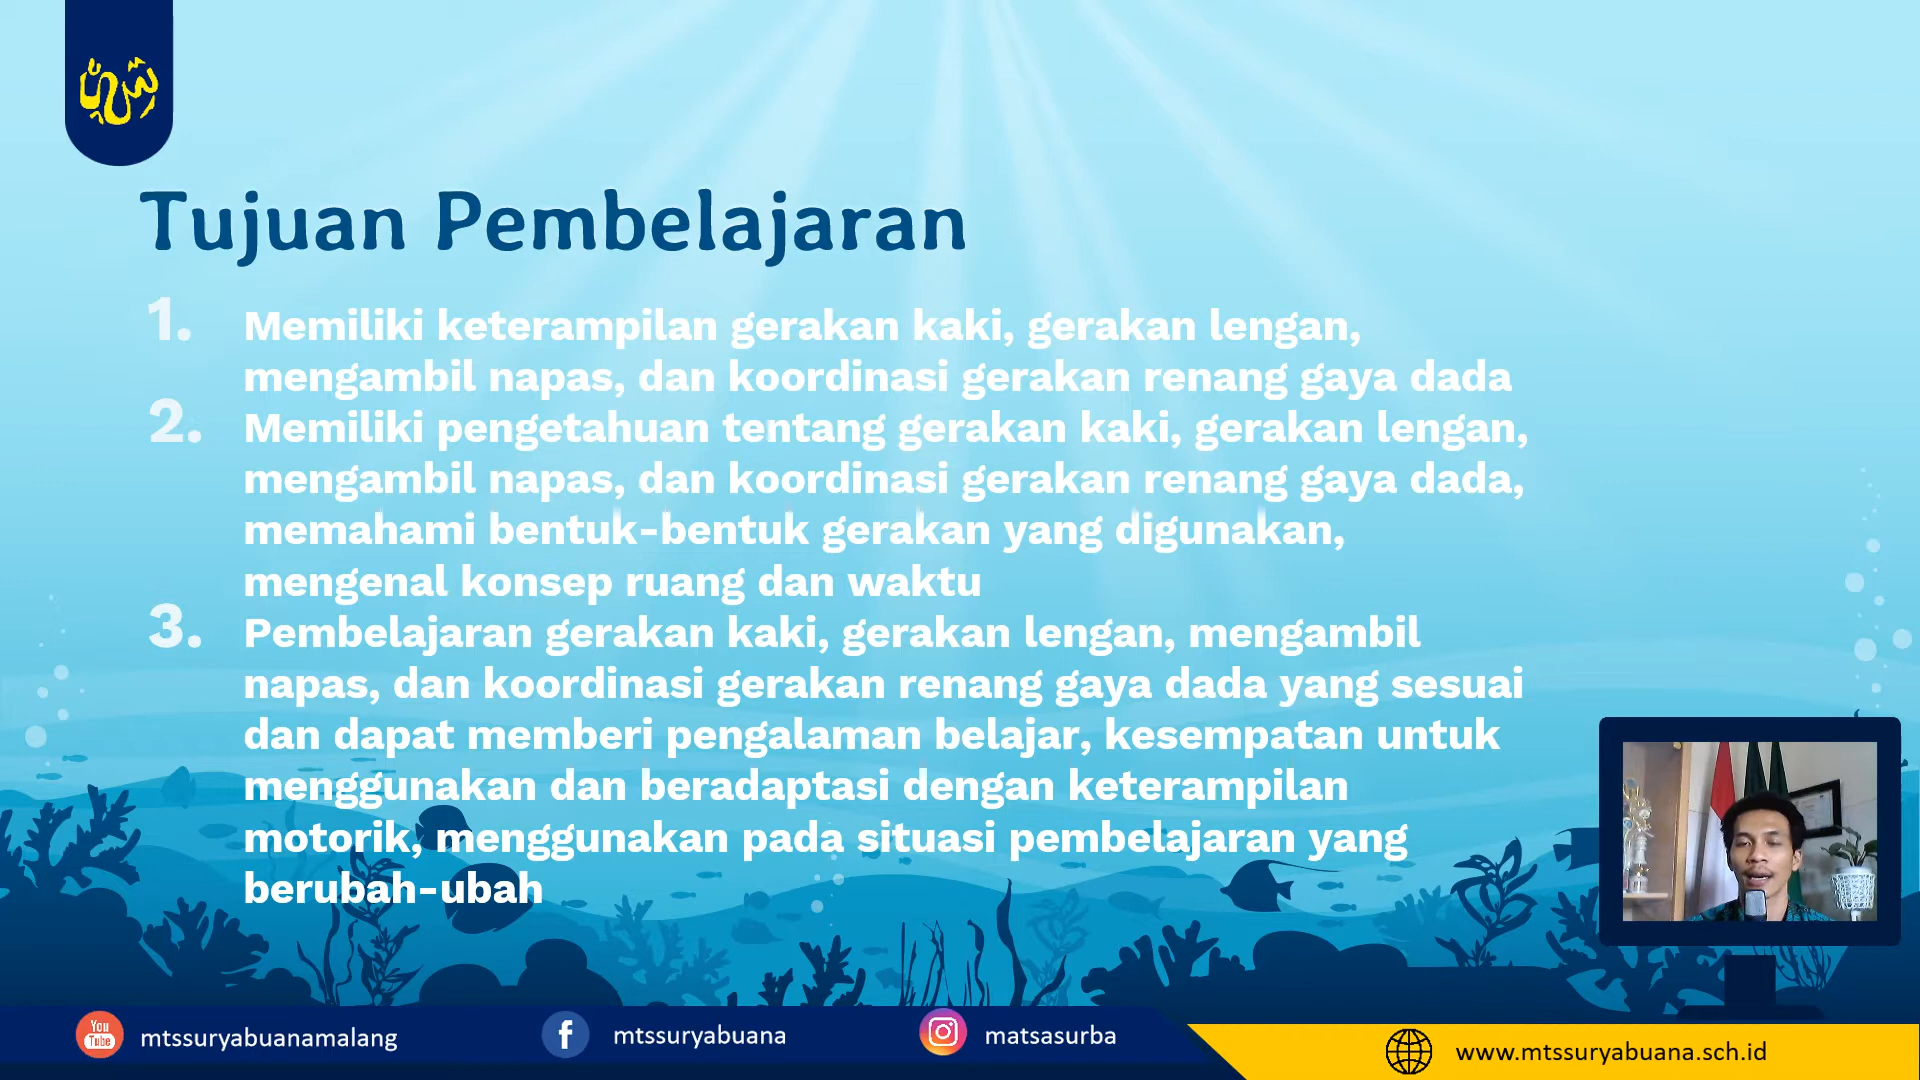 Tujuan Pembelajaran
1. Memiliki keterampilan gerakan kaki, gerakan lengan,
mengambil napas, dan koordinasi gerakan renang gaya dada
2. Memiliki pengetahuan tentang gerakan kaki, gerakan lengan,
mengambil napas, dan koordinasi gerakan renang gaya dada,
memahami bentuk-bentuk gerakan yang digunakan,
mengenal konsep ruang dan waktu
3. Pembelajaran gerakan kaki, gerakan lengan, mengambil
napas, dan koordinasi gerakan renang gaya dada yang sesuai
dan dapat memberi pengalaman belajar, kesempatan untuk
menggunakan dan beradaptasi dengan keterampilan
motorik, menggunakan pada situasi pembelajaran yang
berubah-ubah
You
Tube
mtssuryabuanamalang
mtssuryabuana
matsasurba
www.mtssuryabuana.sch.id